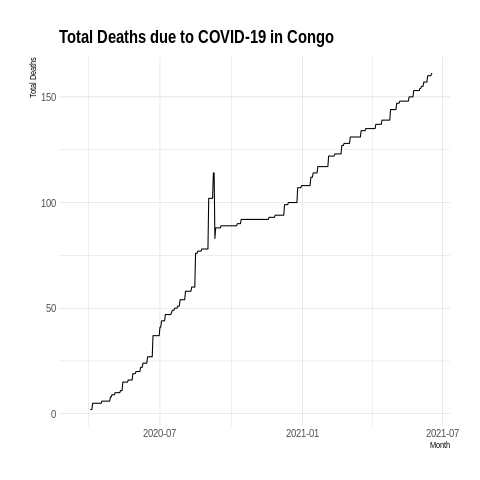 Total Deaths due to COVID-19 in Congo
Total Deaths
150
100
50
0
2020-07
2021-01
2021-07
Month